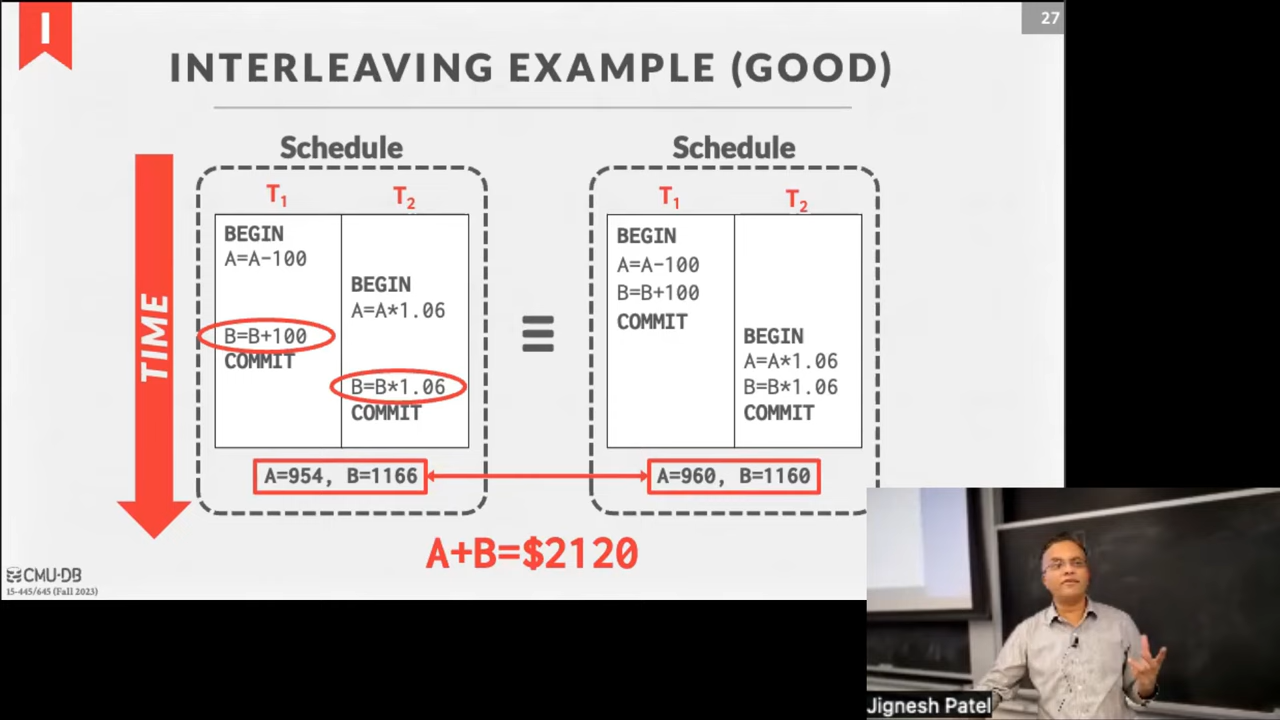 I
27
INTERLEAVING EXAMPLE (GOOD)
TIME
Schedule
T1
T2
BEGIN
A=A-100
BEGIN
A=A*1.06
B=B+100
COMMIT
B=B*1.06
COMMIT
A=954, B=1166
≡
Schedule
T1
T2
BEGIN
A=A-100
B=B+100
COMMIT
BEGIN
A=A*1.06
B=B*1.06
COMMIT
A=960, B=1160
A+B=$2120
CMU·DB
15-445/645 (Fall 2023)
Jignesh Patel